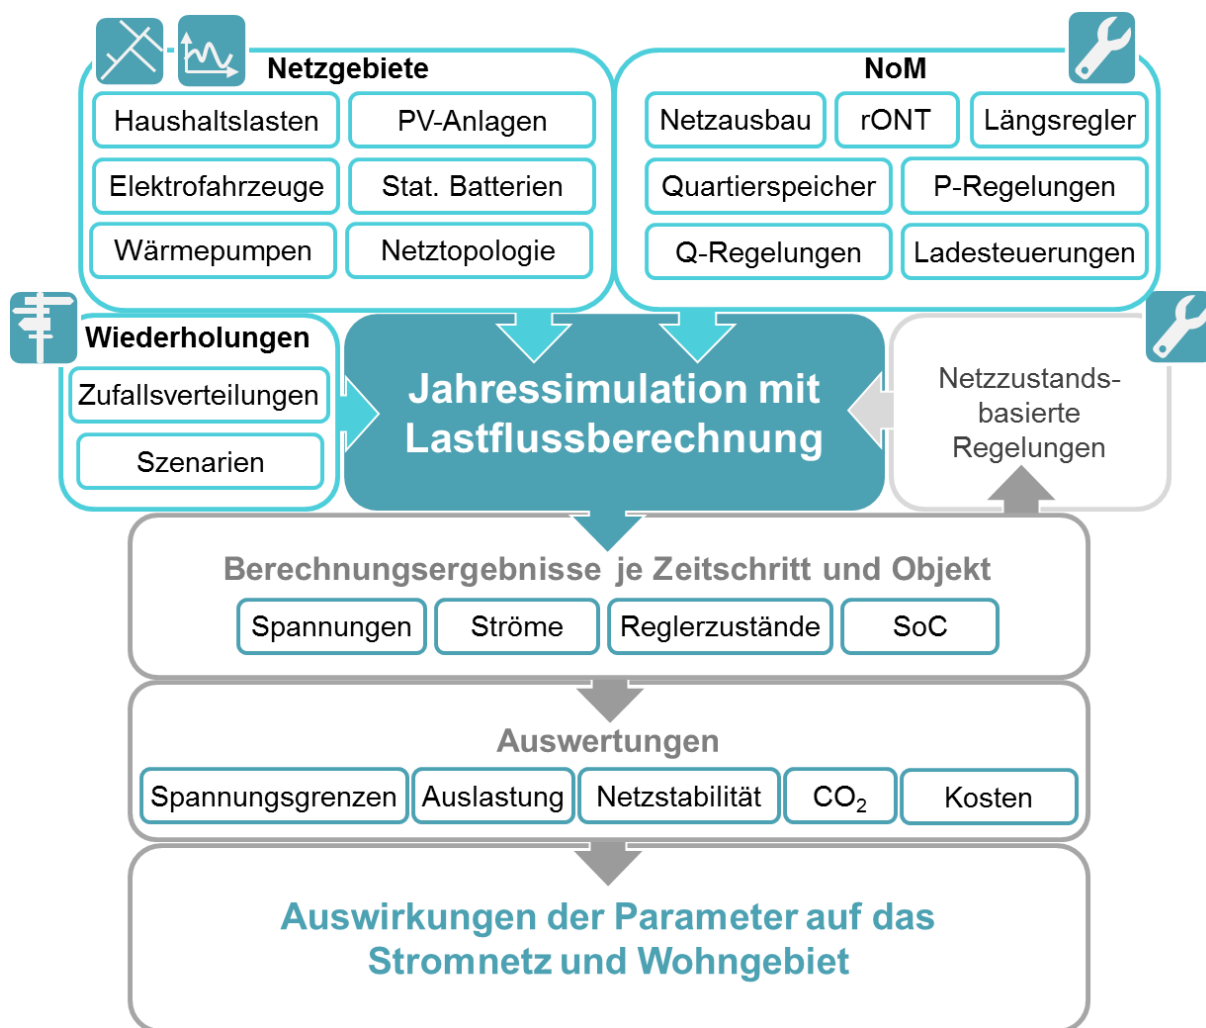 Netzgebiete
Haushaltslasten
PV-Anlagen
Elektrofahrzeuge
Stat. Batterien
Wärmepumpen
Netztopologie
NoM
Netzausbau
rONT
Längsregler
Quartierspeicher
P-Regelungen
Q-Regelungen
Ladesteuerungen
Wiederholungen
Zufallsverteilungen
Szenarien
Jahressimulation mit
Lastflussberechnung
Netzzustands-
basierte
Regelungen
Berechnungsergebnisse je Zeitschritt und Objekt
Spannungen
Ströme
Reglerzustände
SoC
Auswertungen
Spannungsgrenzen
Auslastung
Netzstabilität
CO₂
Kosten
Auswirkungen der Parameter auf das
Stromnetz und Wohngebiet